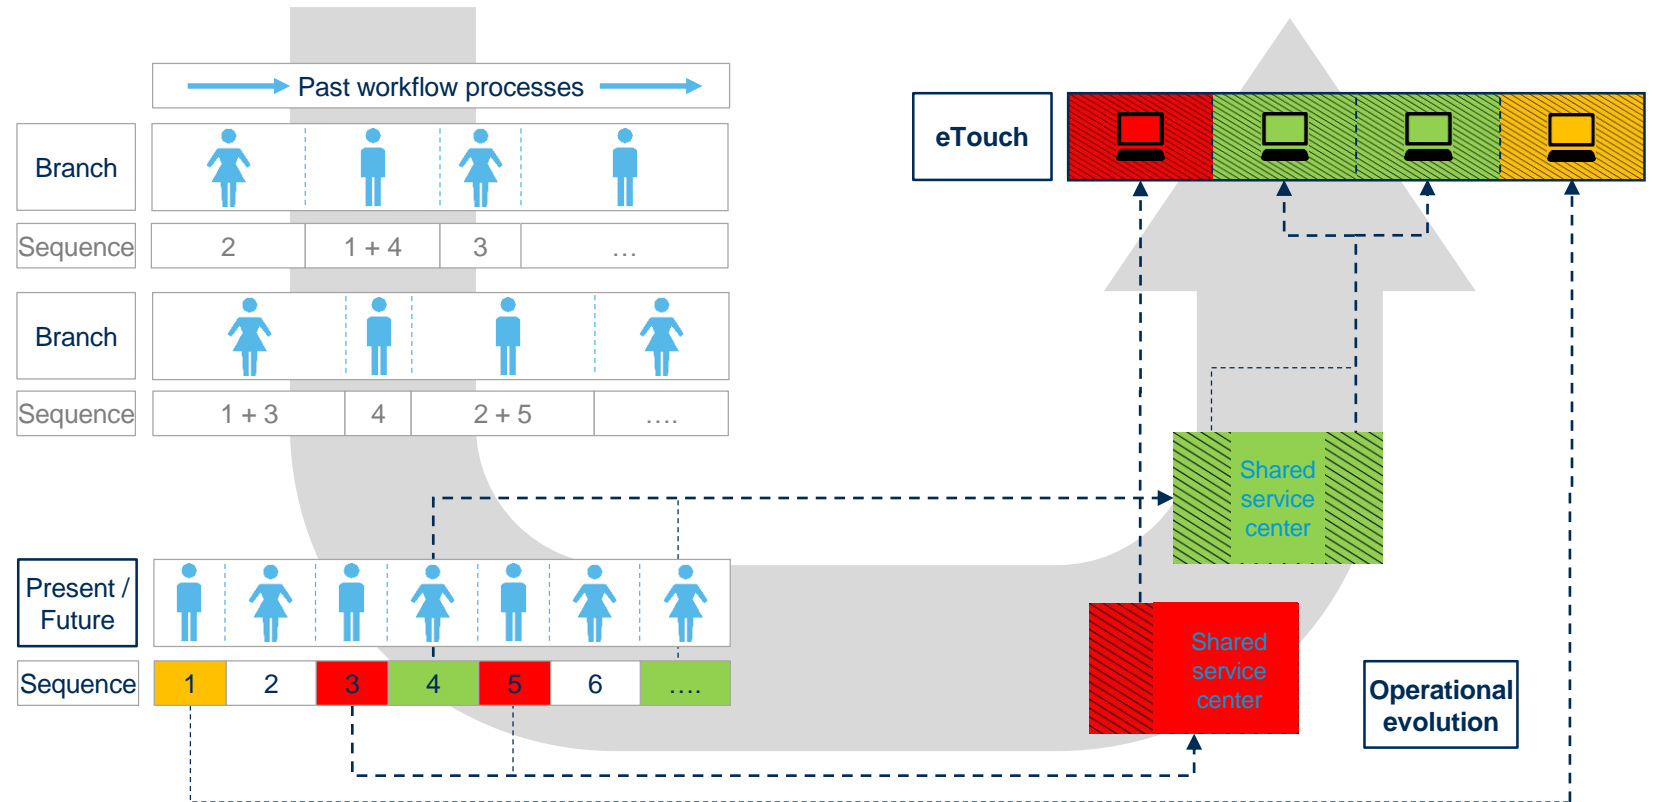 Past workflow processes
Branch
Sequence
2
1 + 4
3
...
Branch
Sequence
1 + 3
4
2 + 5
....
Present /
Future
Sequence
1
2
3
4
5
6
....
eTouch
Shared
service
center
Shared
service
center
Operational
evolution